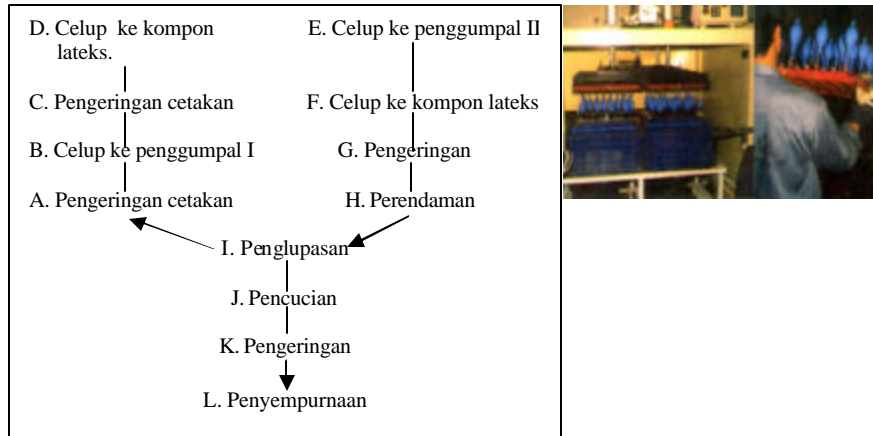 D. Celup ke kompon
lateks.
C. Pengeringan cetakan
B. Celup ke penggumpal I
A. Pengeringan cetakan
E. Celup ke penggumpal II
F. Celup ke kompon lateks
G. Pengeringan
H. Perendaman
I. Penglupasan
J. Pencucian
K. Pengeringan
L. Penyempurnaan